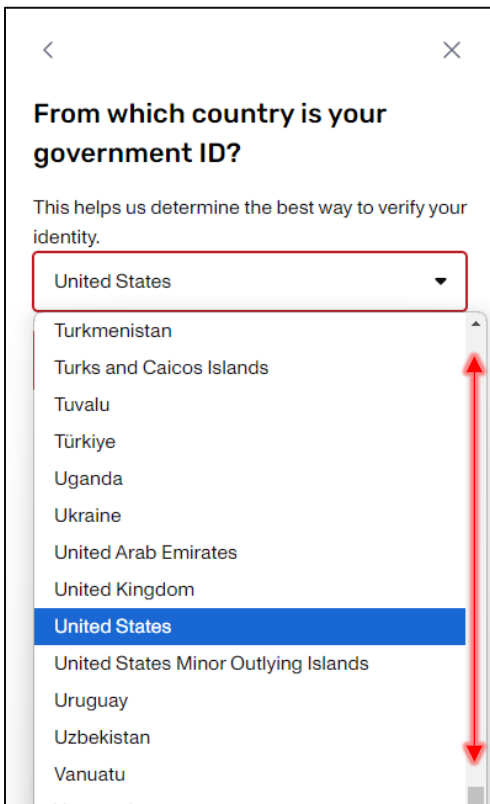 From which country is your
government ID?
This helps us determine the best way to verify your
identity.
United States
Turkmenistan
Turks and Caicos Islands
Tuvalu
Türkiye
Uganda
Ukraine
United Arab Emirates
United Kingdom
United States
United States Minor Outlying Islands
Uruguay
Uzbekistan
Vanuatu